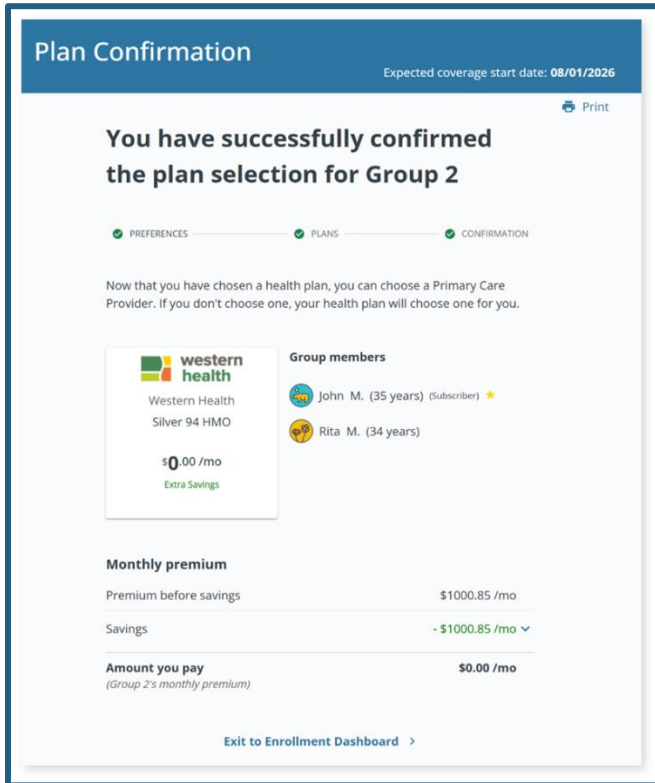 Plan Confirmation
Expected coverage start date: 08/01/2026
Print
You have successfully confirmed
the plan selection for Group 2
PREFERENCES
PLANS
CONFIRMATION
Now that you have chosen a health plan, you can choose a Primary Care
Provider. If you don't choose one, your health plan will choose one for you.
western
health
Western Health
Silver 94 HMO
$0.00 /mo
Extra Savings
Group members
John M. (35 years) (Subscriber)
Rita M. (34 years)
Monthly premium
Premium before savings $1000.85 /mo
Savings - $1000.85 /mo
Amount you pay $0.00 /mo
(Group 2's monthly premium)
Exit to Enrollment Dashboard >